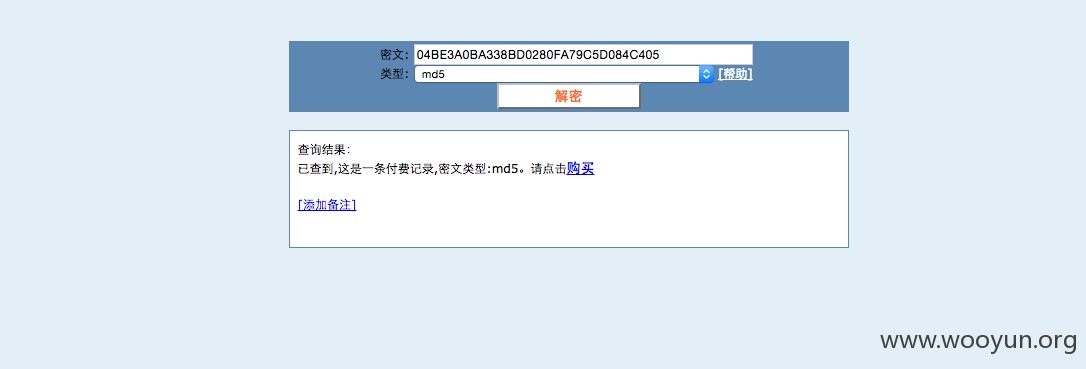 密文: 04BE3A0BA338BD0280FA79C5D084C405
类型: md5 [帮助]
解密
查询结果:
已查到,这是一条付费记录,密文类型:md5。请点击购买
[添加备注]
www.wooyun.org